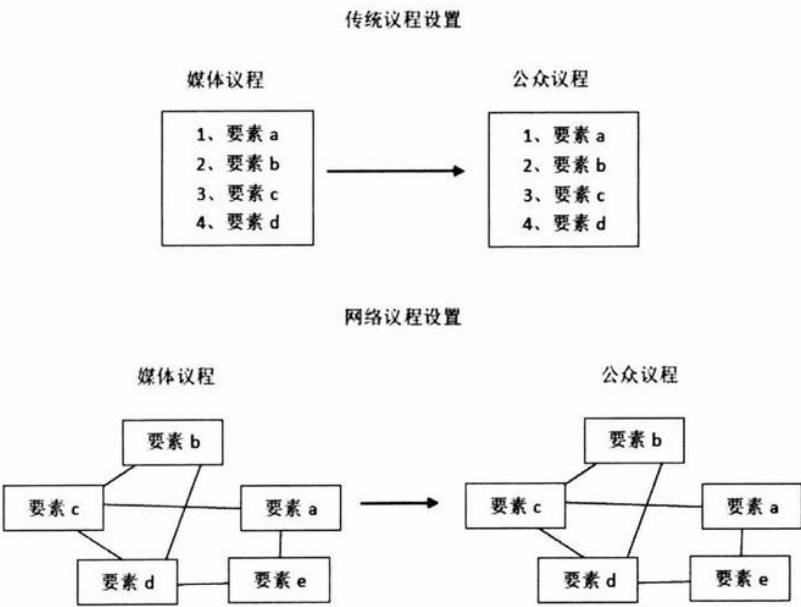 传统议程设置
媒体议程
公众议程
1、要素 a
2、要素 b
3、要素 c
4、要素 d
1、要素 a
2、要素 b
3、要素 c
4、要素 d
网络议程设置
媒体议程
公众议程
要素 b
要素 c
要素 a
要素 d
要素 e
要素 b
要素 c
要素 a
要素 d
要素 e